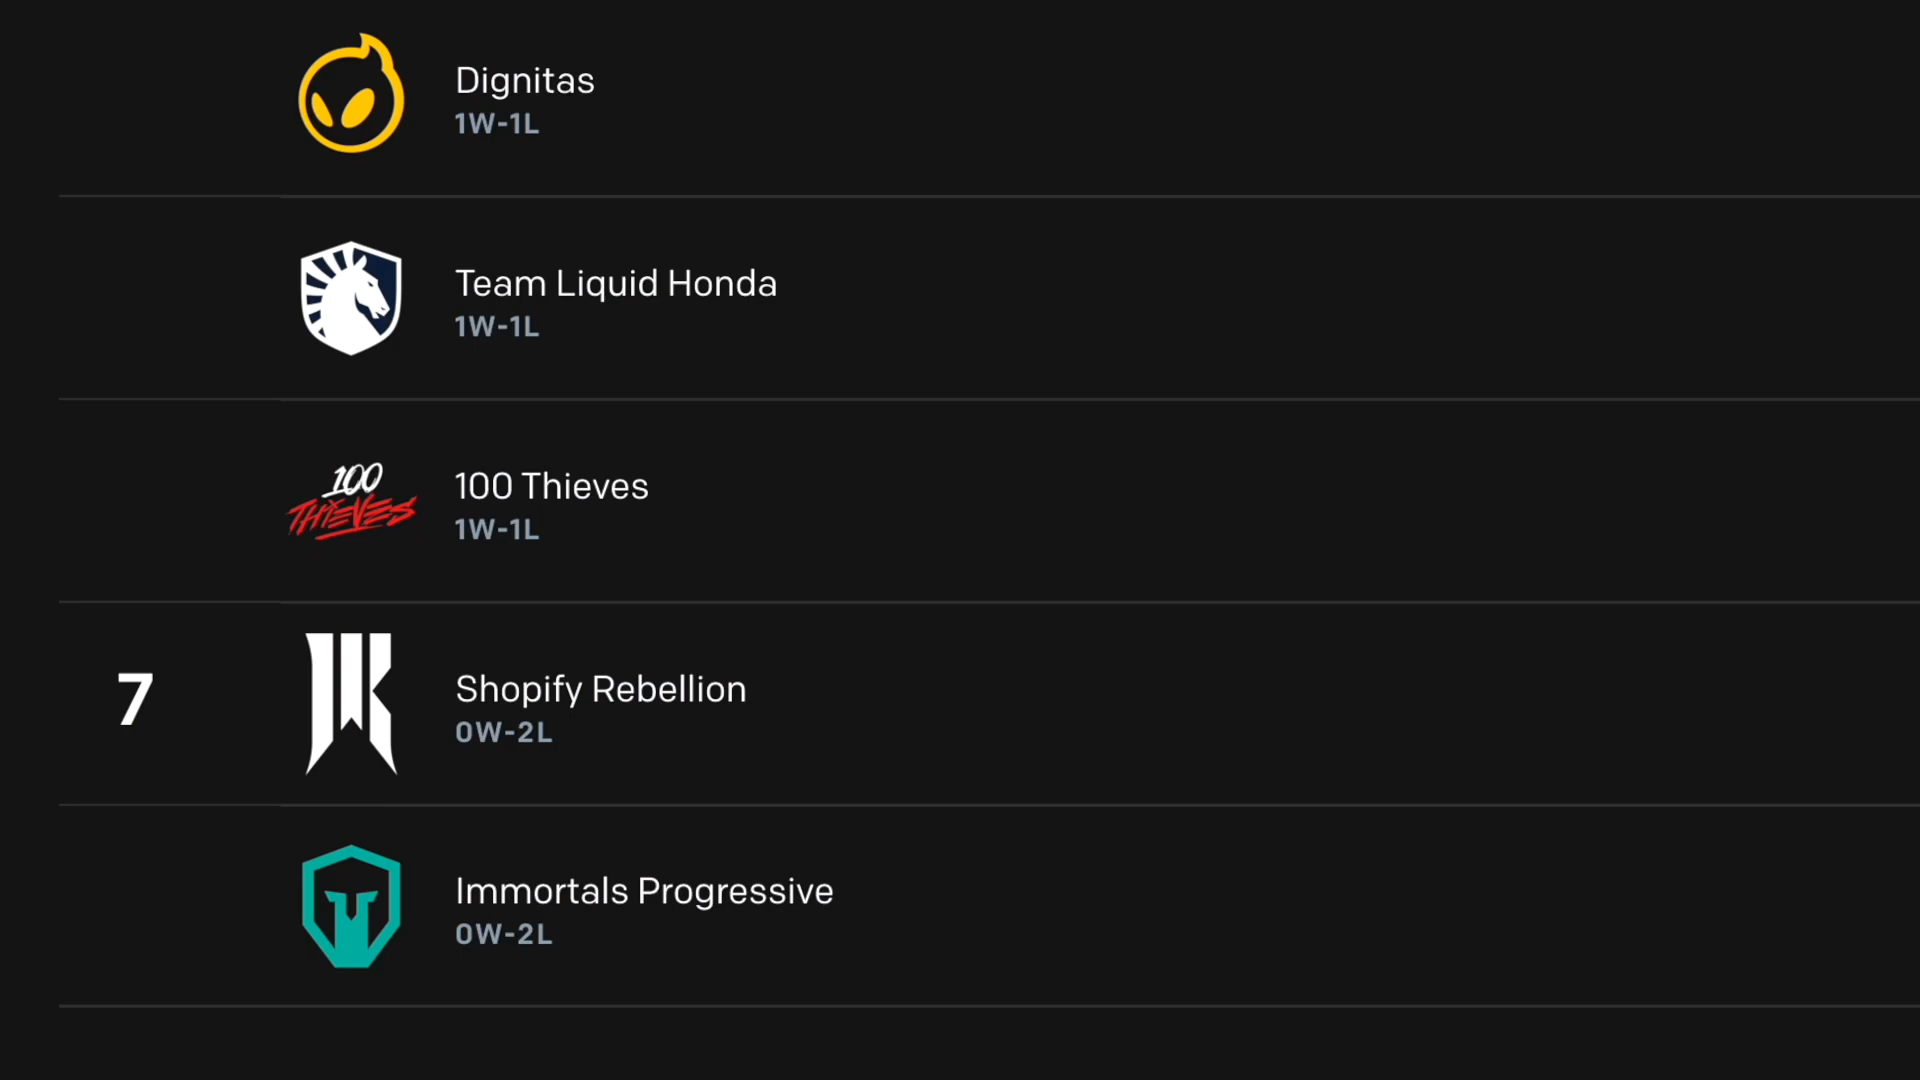 Dignitas
1W-1L
Team Liquid Honda
1W-1L
100
THIEVES
100 Thieves
1W-1L
7
Shopify Rebellion
0W-2L
Immortals Progressive
0W-2L